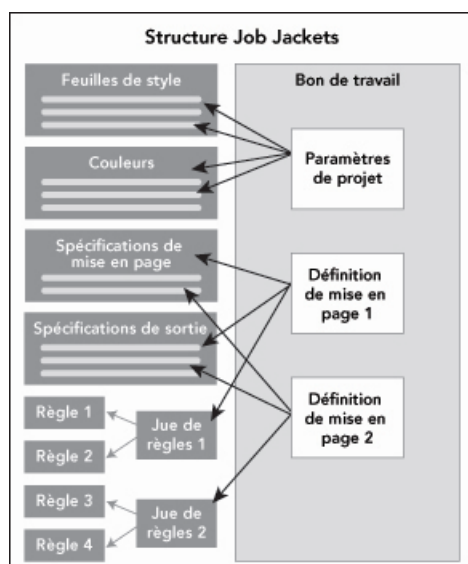 Structure Job Jackets
Feuilles de style
Couleurs
Spécifications de
mise en page
Spécifications de sortie
Règle 1
Règle 2
Jue de
règles 1
Règle 3
Règle 4
Jue de
règles 2
Bon de travail
Paramètres
de projet
Définition
de mise en
page 1
Définition
de mise en
page 2